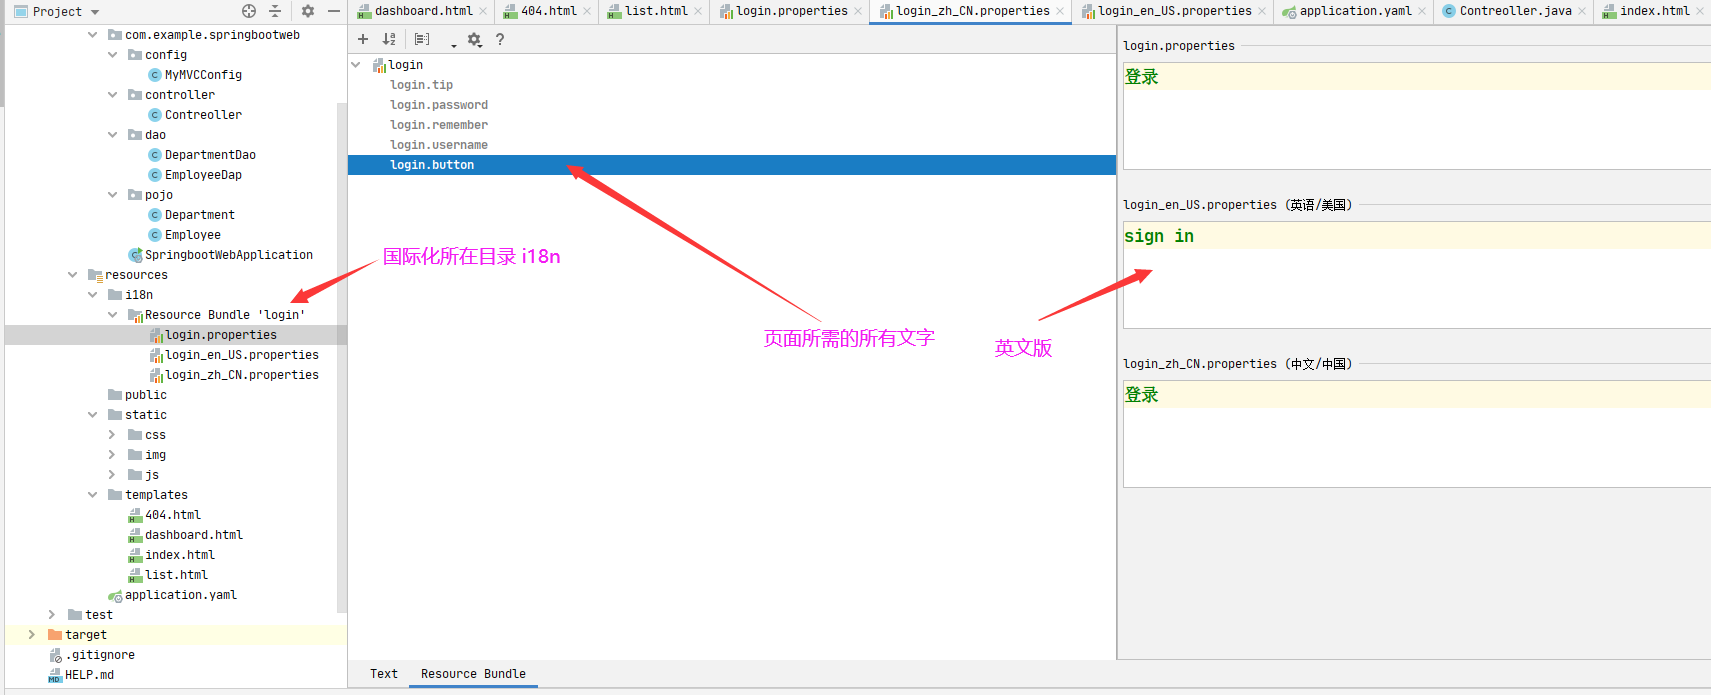 Project
dashboard.html
404.html
list.html
login.properties
login_zh_CN.properties
login_en_US.properties
application.yaml
Contreoller.java
index.html
com.example.springbootweb
config
MyMVCConfig
controller
Contreoller
dao
DepartmentDao
EmployeeDap
pojo
Department
Employee
SpringbootWebApplication
resources
i18n
Resource Bundle 'login'
login.properties
login_en_US.properties
login_zh_CN.properties
public
static
css
img
js
templates
404.html
dashboard.html
index.html
list.html
application.yaml
test
target
.gitignore
HELP.md
login
login.tip
login.password
login.remember
login.username
login.button
国际化所在目录 i18n
页面所需的所有文字
英文版
Text
Resource Bundle
login.properties
登录
login_en_US.properties (英语/美国)
sign in
login_zh_CN.properties (中文/中国)
登录